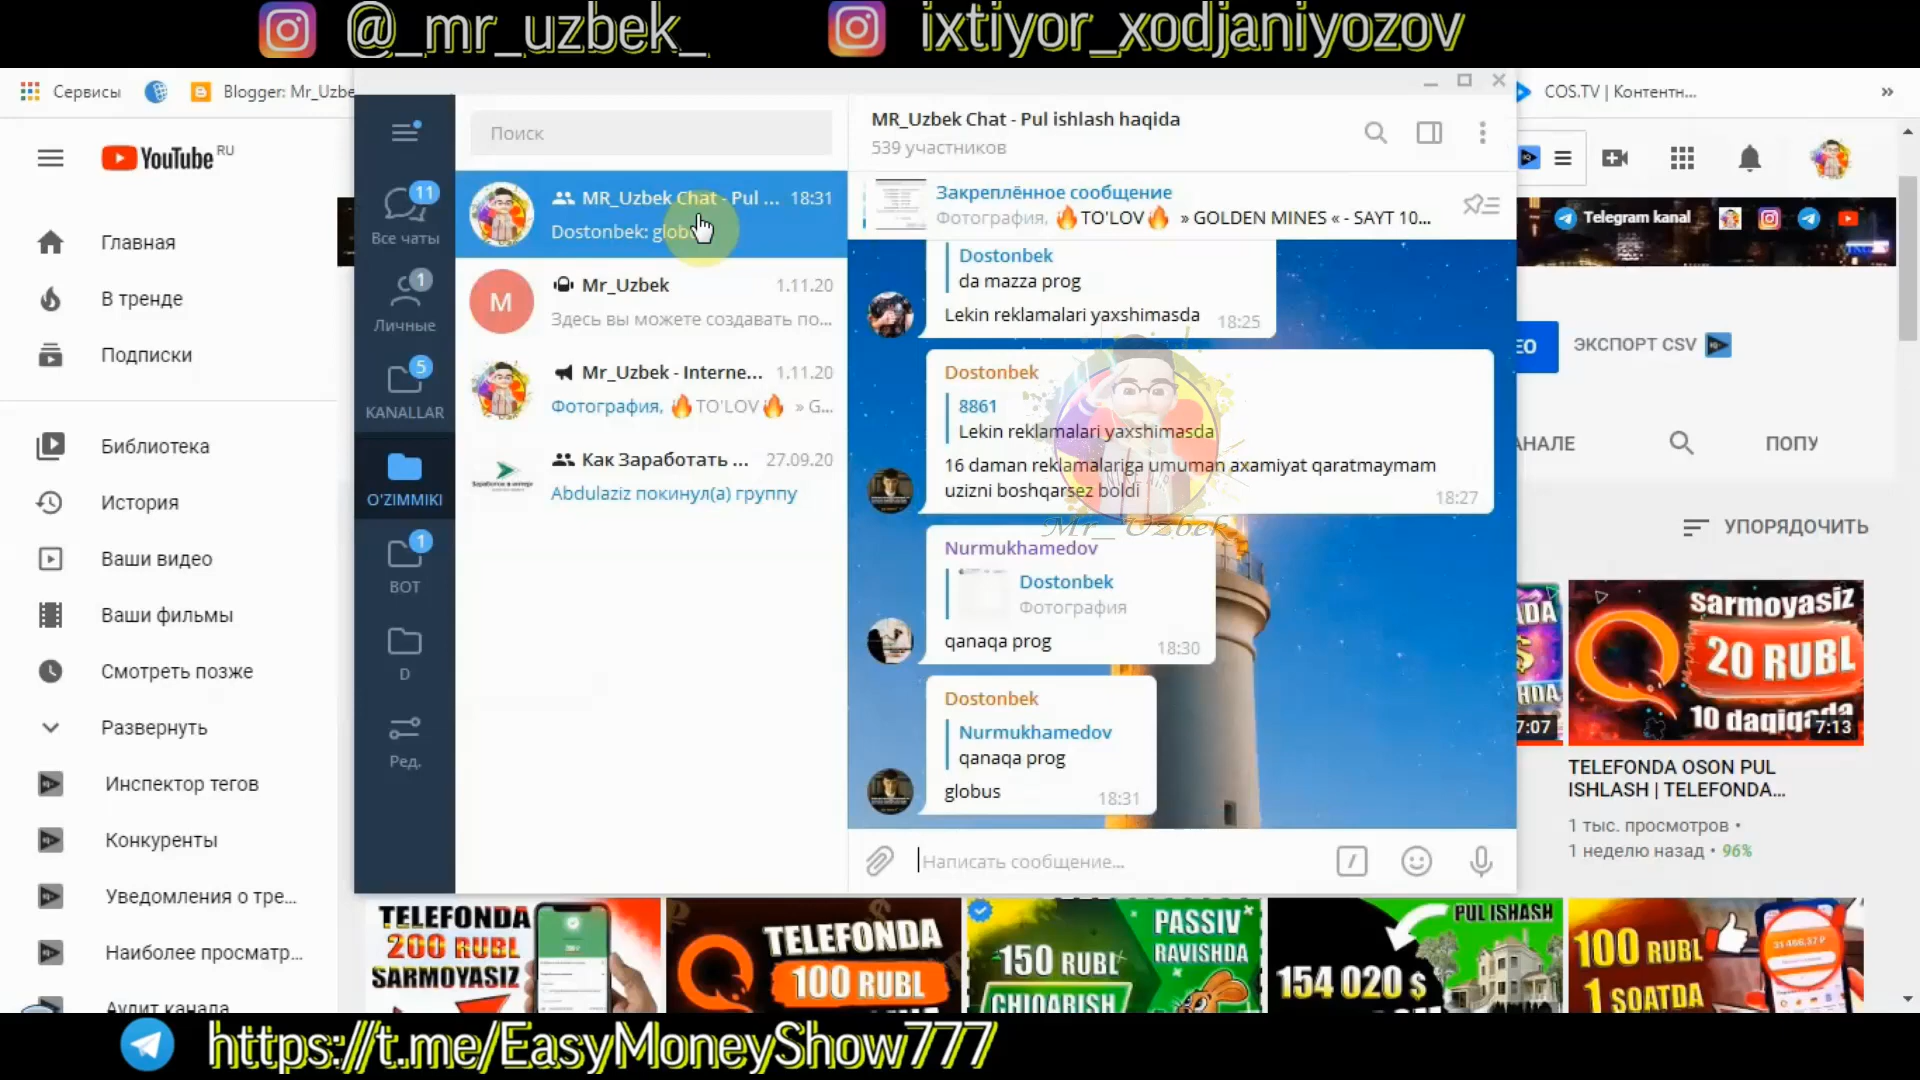 @_mr_uzbek_
ixtiyor_xodjaniyozov
Сервисы
Blogger: Mr_Uzbe
COS.TV | Контентн...
»
YouTube RU
Главная
В тренде
Подписки
Библиотека
История
Ваши видео
Ваши фильмы
Смотреть позже
Развернуть
Инспектор тегов
Конкуренты
Уведомления о тре...
Наиболее просматр...
Аудит канала
11
Все чаты
1
Личные
5
KANALLAR
O'ZIMMIKI
1
BOT
D
Ред.
Поиск
MR_Uzbek Chat - Pul ...
18:31
Dostonbek: glob
M
Mr_Uzbek
1.11.20
Здесь вы можете создавать по...
Mr_Uzbek - Interne...
1.11.20
Фотография, 🔥TO'LOV🔥 » G...
Как Заработать ...
27.09.20
Abdulaziz покинул(а) группу
MR_Uzbek Chat - Pul ishlash haqida
539 участников
Закреплённое сообщение
Фотография, 🔥TO'LOV🔥 » GOLDEN MINES « - SAYT 10...
Dostonbek
da mazza prog
Lekin reklamalari yaxshimasda
18:25
Dostonbek
8861
Lekin reklamalari yaxshimasda
16 daman reklamalariga umuman axamiyat qaratmaymam
uzizni boshqarsez boldi
18:27
Mr_Uzbek
Nurmukhamedov
Dostonbek
Фотография
qanaqa prog
18:30
Dostonbek
Nurmukhamedov
qanaqa prog
globus
18:31
Написать сообщение...
Telegram kanal
ЕО
ЭКСПОРТ CSV
АНАЛЕ
ПОПУ
УПОРЯДОЧИТЬ
7:07
sarmoyasiz
20 RUBL
10 daqiqada
7:13
TELEFONDA OSON PUL
ISHLASH | TELEFONDA...
1 тыс. просмотров •
1 неделю назад • 96%
TELEFONDA
200 RUBL
SARMOYASIZ
TELEFONDA
100 RUBL
PASSIV
RAVISHDA
150 RUBL
CHIQARISH
PUL ISHASH
154 020 $
100 RUBL
1 SOATDA
https://t.me/EasyMoneyShow777